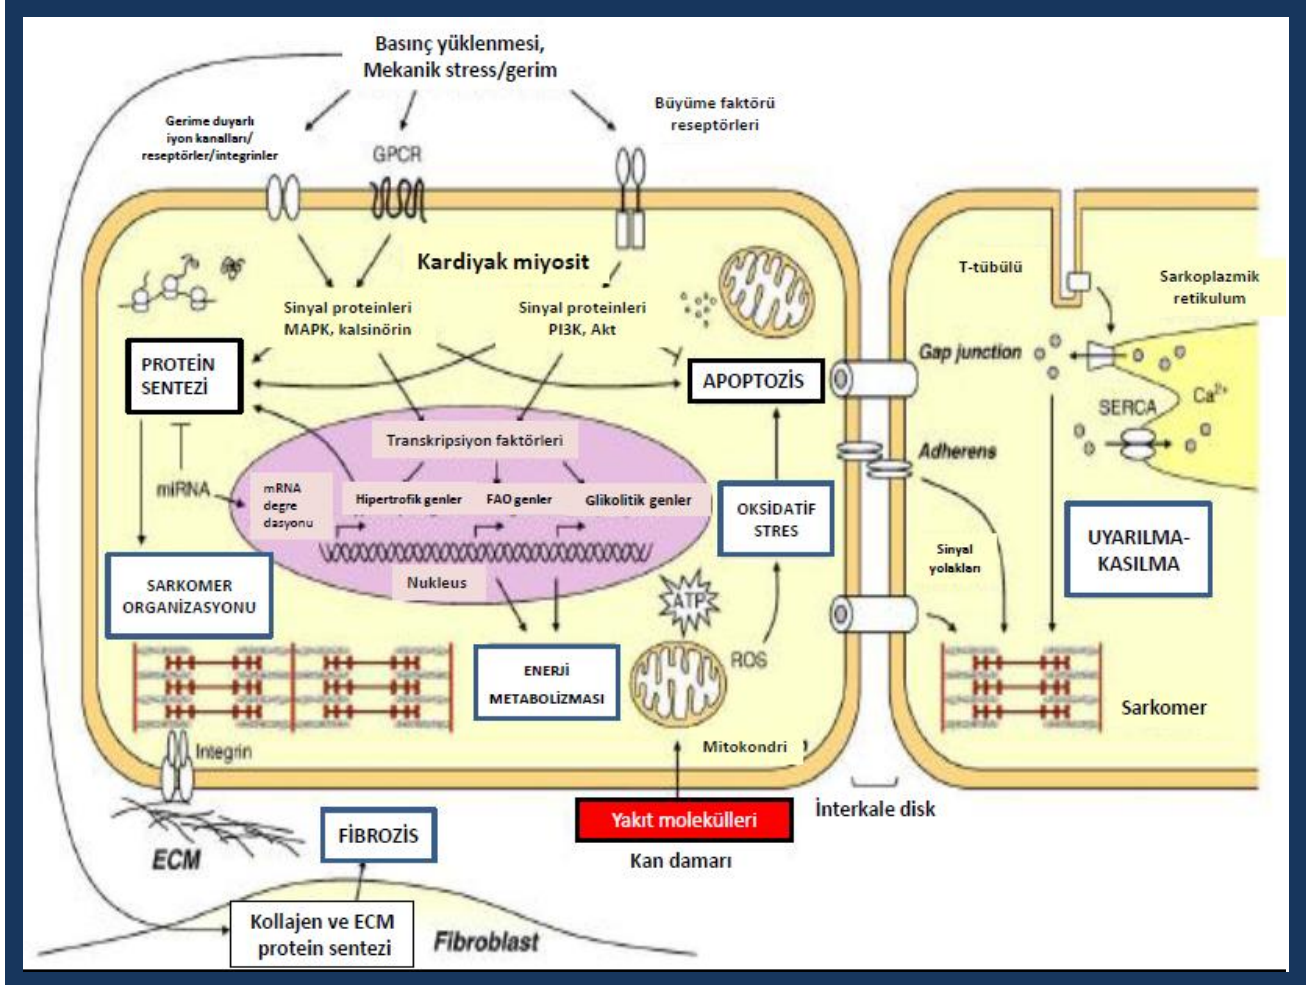 Basınç yüklenmesi,
Mekanik stress/gerim
Büyüme faktörü
reseptörleri
Gerime duyarlı
iyon kanalları/
reseptörler/integrinler
GPCR
Kardiyak miyosit
Sinyal proteinleri
MAPK, kalsinörin
Sinyal proteinleri
PI3K, Akt
PROTEİN
SENTEZİ
APOPTOZİS
Transkripsiyon faktörleri
miRNA
mRNA
degre
dasyonu
Hipertrofik genler
FAO genler
Glikolitik genler
Nukleus
OKSİDATİF
STRES
SARKOMER
ORGANİZASYONU
ATP
ROS
ENERJİ
METABOLİZMASI
Mitokondri
Integrin
ECM
FİBROZİS
Yakıt molekülleri
Kan damarı
Kollajen ve ECM
protein sentezi
Fibroblast
T-tübülü
Sarkoplazmik
retikulum
Gap junction
SERCA
Ca2+
Adherens
Sinyal
yolakları
UYARILMA-
KASILMA
Sarkomer
İnterkale disk